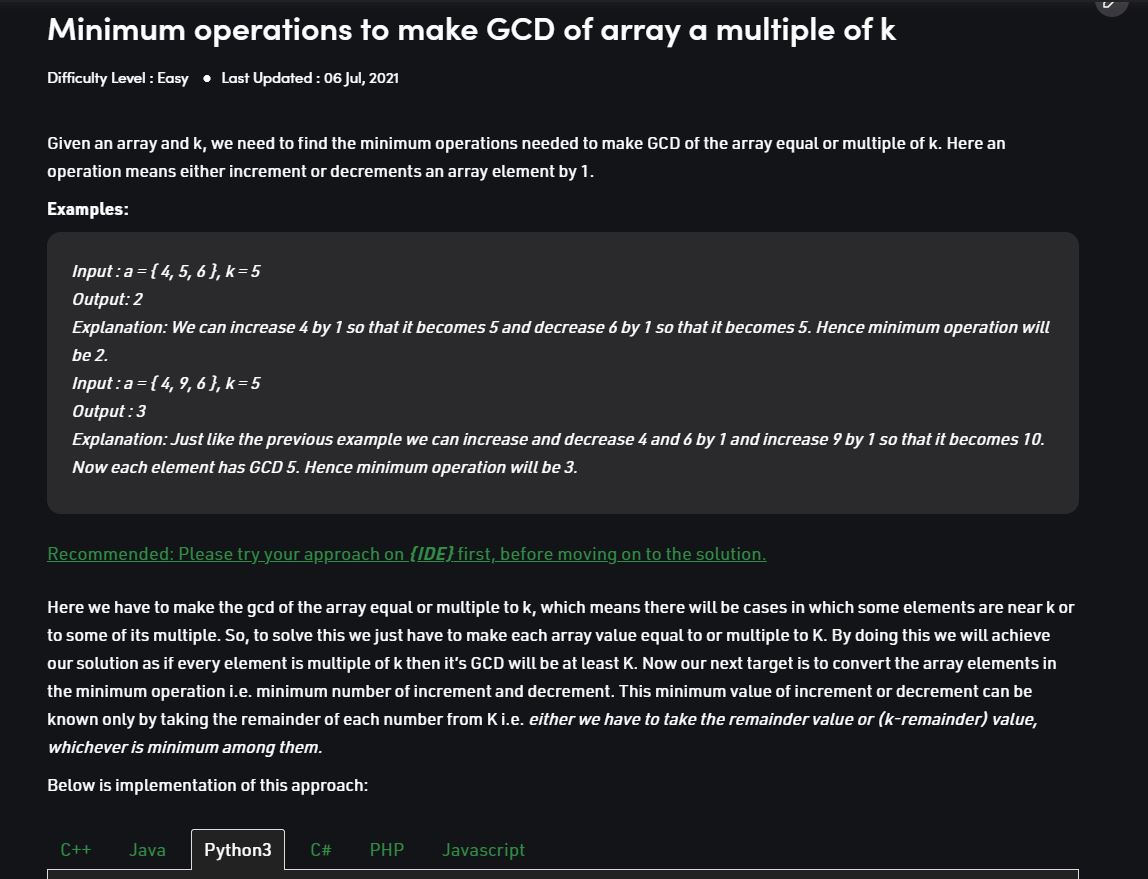 Minimum operations to make GCD of array a multiple of k
Difficulty Level : Easy ● Last Updated : 06 Jul, 2021
Given an array and k, we need to find the minimum operations needed to make GCD of the array equal or multiple of k. Here an
operation means either increment or decrements an array element by 1.
Examples:
Input : a = { 4, 5, 6 }, k = 5
Output: 2
Explanation: We can increase 4 by 1 so that it becomes 5 and decrease 6 by 1 so that it becomes 5. Hence minimum operation will
be 2.
Input : a = { 4, 9, 6 }, k = 5
Output : 3
Explanation: Just like the previous example we can increase and decrease 4 and 6 by 1 and increase 9 by 1 so that it becomes 10.
Now each element has GCD 5. Hence minimum operation will be 3.
Recommended: Please try your approach on {IDE} first, before moving on to the solution.
Here we have to make the gcd of the array equal or multiple to k, which means there will be cases in which some elements are near k or
to some of its multiple. So, to solve this we just have to make each array value equal to or multiple to K. By doing this we will achieve
our solution as if every element is multiple of k then it's GCD will be at least K. Now our next target is to convert the array elements in
the minimum operation i.e. minimum number of increment and decrement. This minimum value of increment or decrement can be
known only by taking the remainder of each number from K i.e. either we have to take the remainder value or (k-remainder) value,
whichever is minimum among them.
Below is implementation of this approach:
C++ Java Python3 C# PHP Javascript